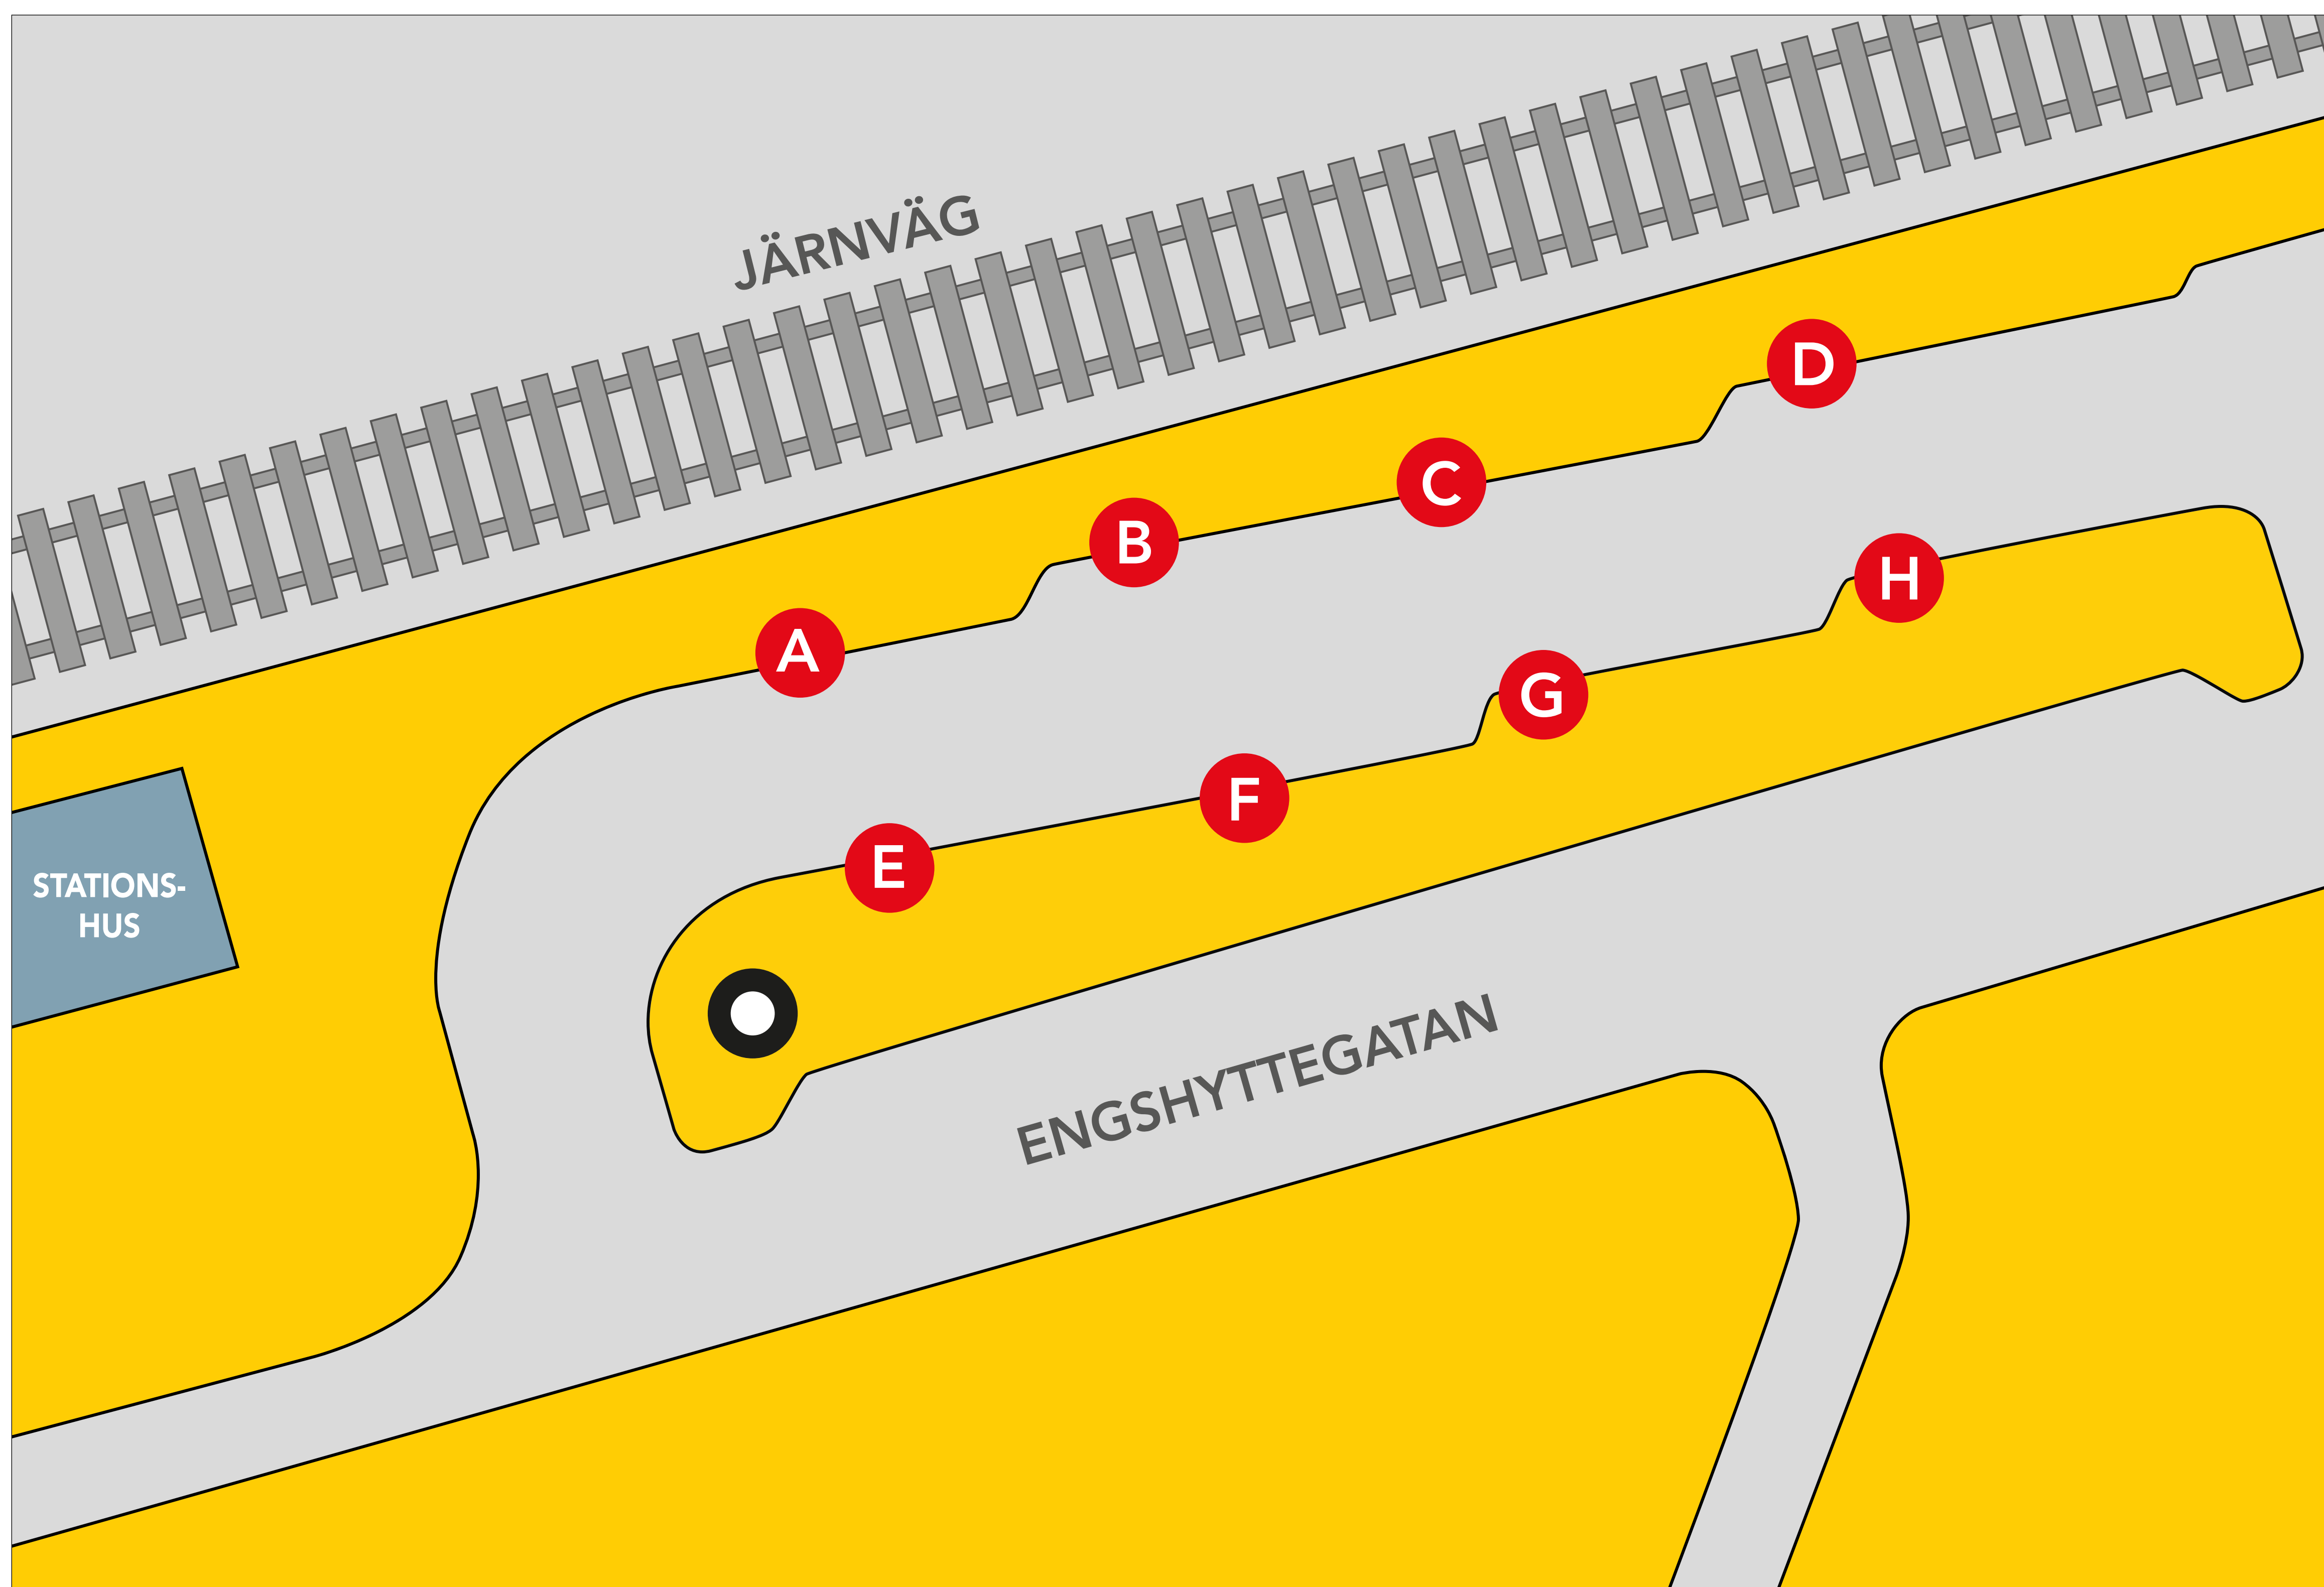 JÄRNVÄG
D
C
B
H
A
G
F
E
STATIONS-
HUS
ENGSHYTTEGATAN